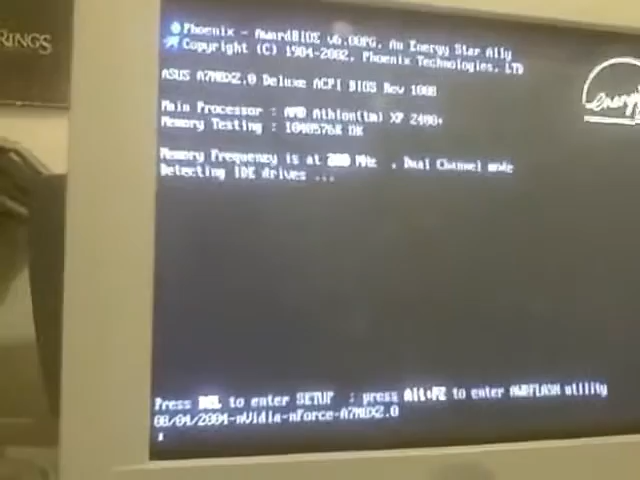 RINGS
Phoenix - AwardBIOS v6.00PG, An Energy Star Ally
Copyright (C) 1984-2002, Phoenix Technologies, LTD
energy
ASUS A7N8X2.0 Deluxe ACPI BIOS Rev 1008
Main Processor : AMD Athlon(tm) XP 2400+
Memory Testing : 1048576K OK
Memory Frequency is at 200 MHz , Dual Channel mode
Detecting IDE drives ...
Press DEL to enter SETUP ; press Alt+F2 to enter AWDFLASH utility
08/04/2004-nVidia-nForce-A7N8X2.0